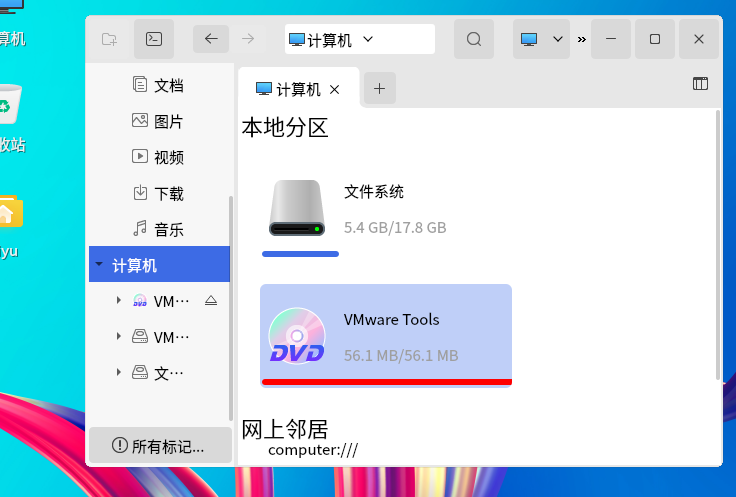 算机
计算机
文档
图片
视频
下载
音乐
计算机
VM…
VM…
文…
所有标记...
收站
iyu
计算机
本地分区
文件系统
5.4 GB/17.8 GB
DVD
VMware Tools
56.1 MB/56.1 MB
网上邻居
computer:///